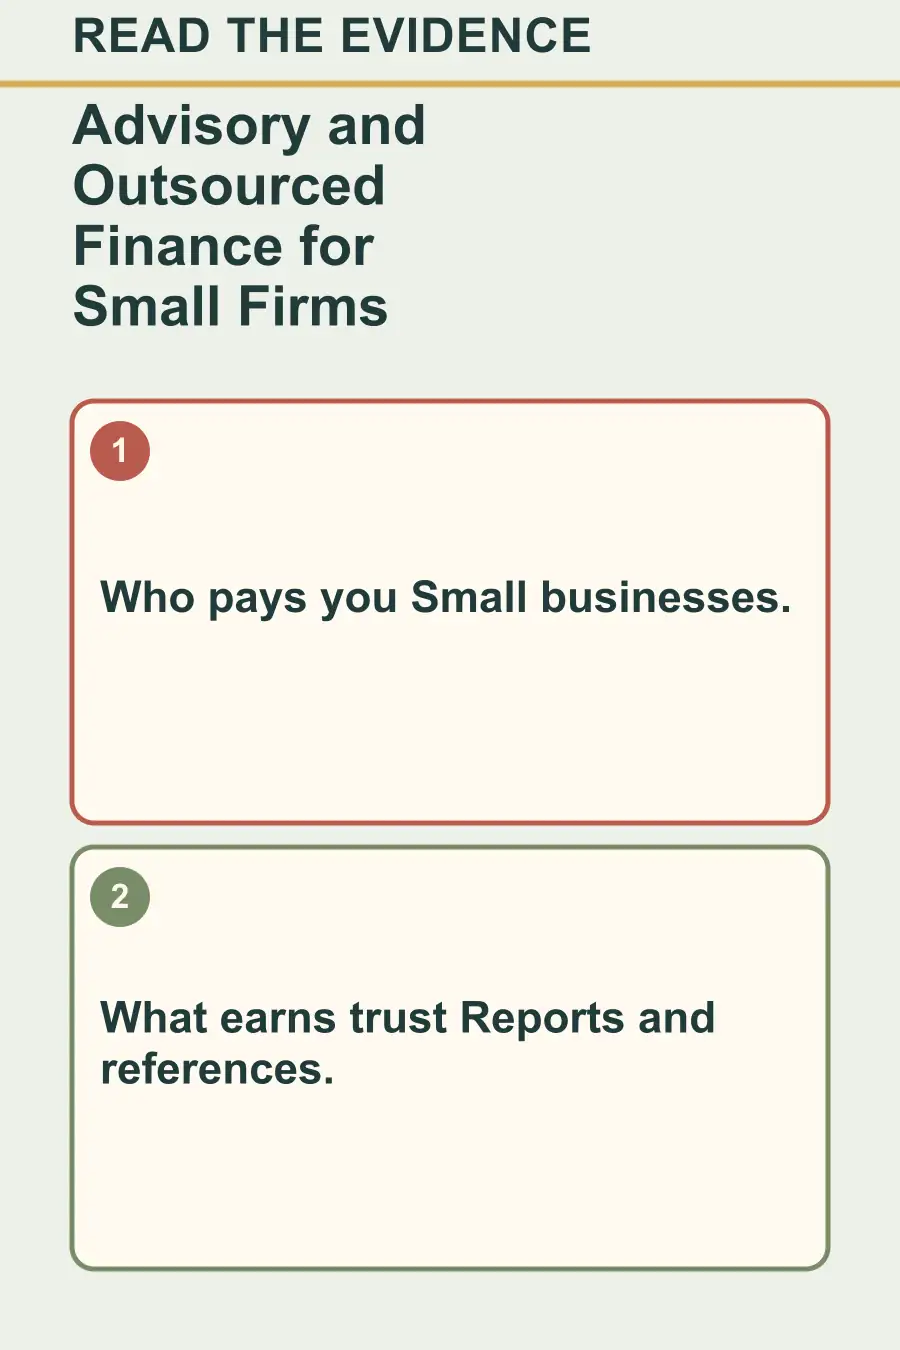 READ THE EVIDENCE
Advisory and
Outsourced
Finance for
Small Firms
1
Who pays you Small businesses.
2
What earns trust Reports and
references.